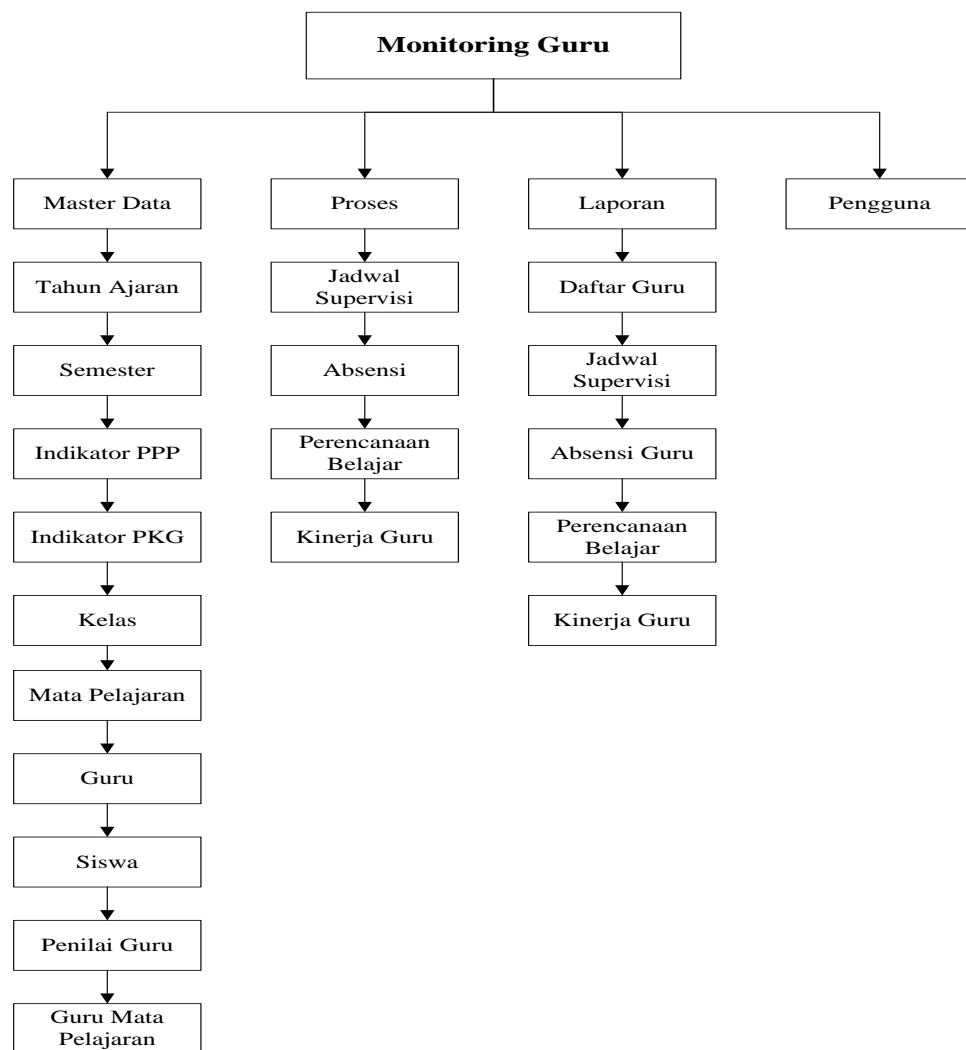 Monitoring Guru
Master Data
Proses
Laporan
Pengguna
Tahun Ajaran
Jadwal
Supervisi
Daftar Guru
Semester
Absensi
Jadwal
Supervisi
Indikator PPP
Perencanaan
Belajar
Absensi Guru
Indikator PKG
Kinerja Guru
Perencanaan
Belajar
Kelas
Kinerja Guru
Mata Pelajaran
Guru
Siswa
Penilai Guru
Guru Mata
Pelajaran